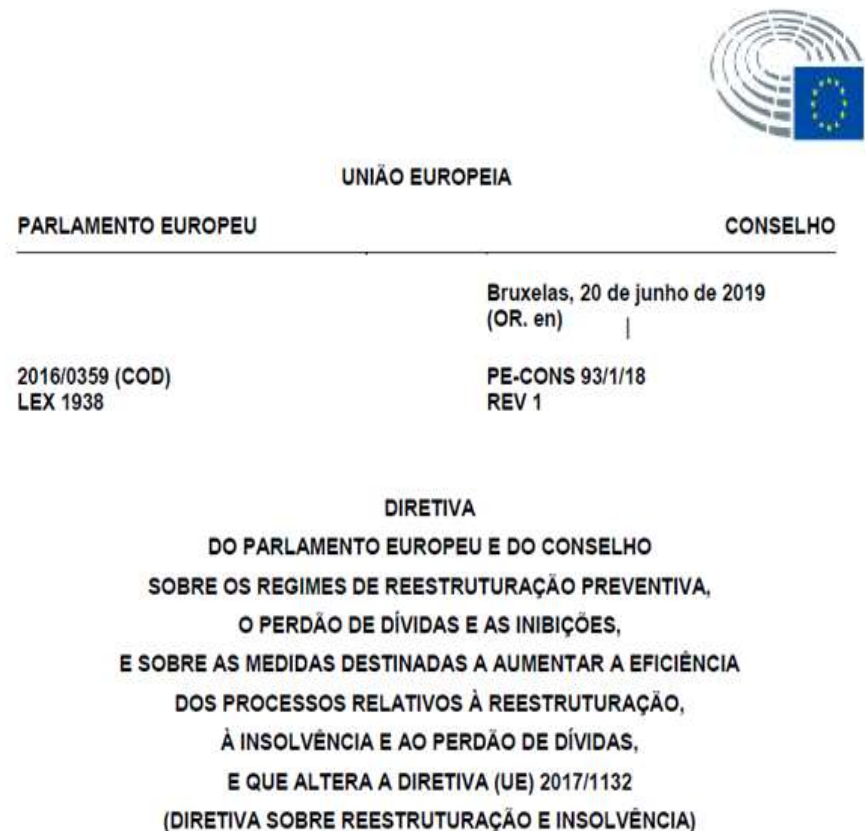 UNIÃO EUROPEIA
PARLAMENTO EUROPEU CONSELHO
Bruxelas, 20 de junho de 2019
(OR. en)
2016/0359 (COD) PE-CONS 93/1/18
LEX 1938 REV 1
DIRETIVA
DO PARLAMENTO EUROPEU E DO CONSELHO
SOBRE OS REGIMES DE REESTRUTURAÇÃO PREVENTIVA,
O PERDÃO DE DÍVIDAS E AS INIBIÇÕES,
E SOBRE AS MEDIDAS DESTINADAS A AUMENTAR A EFICIÊNCIA
DOS PROCESSOS RELATIVOS À REESTRUTURAÇÃO,
À INSOLVÊNCIA E AO PERDÃO DE DÍVIDAS,
E QUE ALTERA A DIRETIVA (UE) 2017/1132
(DIRETIVA SOBRE REESTRUTURAÇÃO E INSOLVÊNCIA)